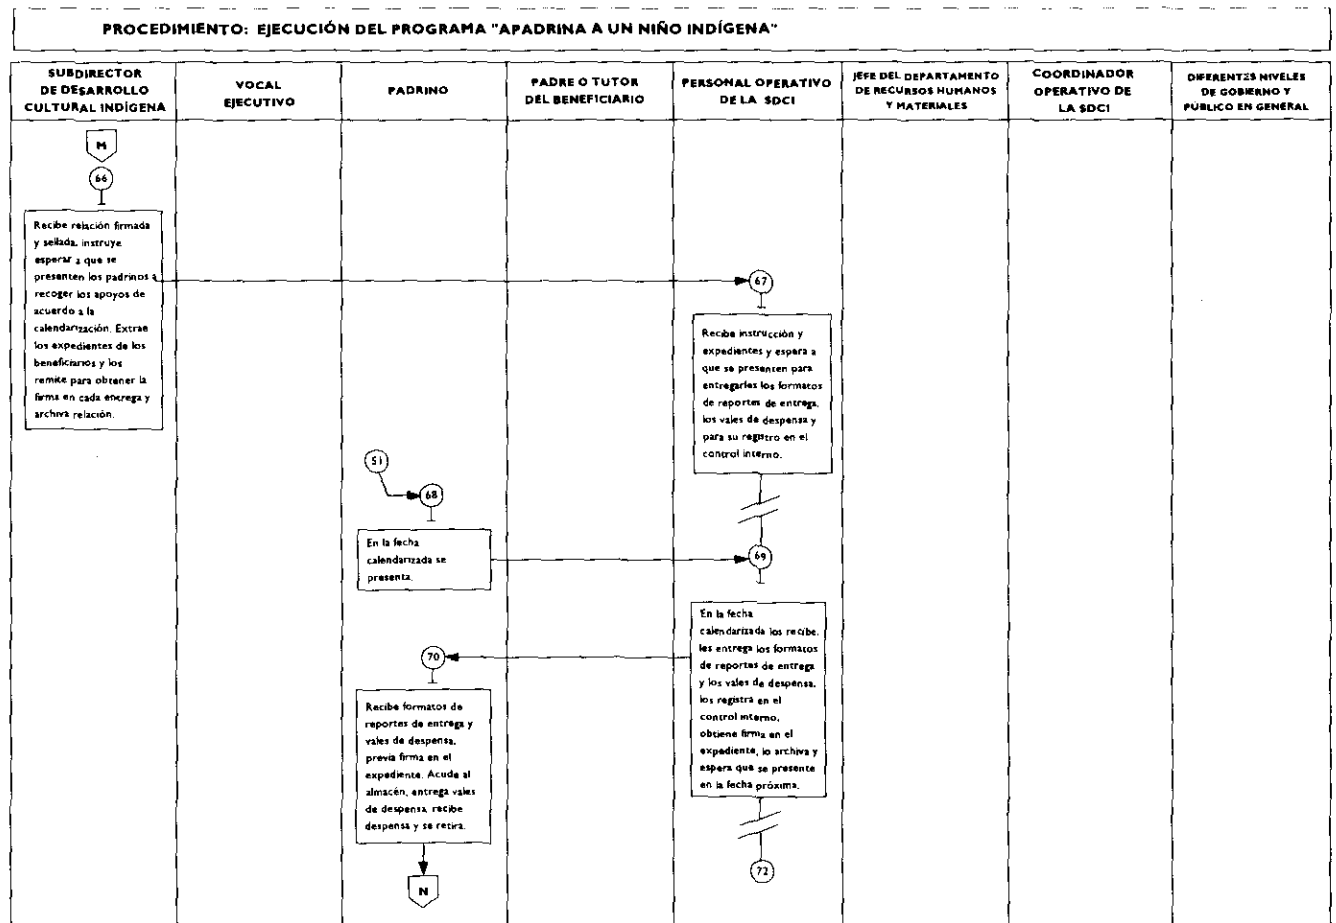 PROCEDIMIENTO: EJECUCIÓN DEL PROGRAMA "APADRINA A UN NIÑO INDÍGENA"
SUBDIRECTOR
DE DESARROLLO
CULTURAL INDÍGENA
VOCAL
EJECUTIVO
PADRINO
PADRE O TUTOR
DEL BENEFICIARIO
PERSONAL OPERATIVO
DE LA SDCI
JEFE DEL DEPARTAMENTO
DE RECURSOS HUMANOS
Y MATERIALES
COORDINADOR
OPERATIVO DE
LA SDCI
DIFERENTES NIVELES
DE GOBIERNO Y
PUBLICO EN GENERAL
M
66
Recibe relación firmada
y sellada, instruye
esperar a que se
presenten los padrinos a
recoger los apoyos de
acuerdo a la
calendarización. Extrae
los expedientes de los
beneficiarios y los
remite para obtener la
firma en cada entrega y
archiva relación.
67
Recibe instrucción y
expedientes y espera a
que se presenten para
entregarles los formatos
de reportes de entrega,
los vales de despensa y
para su registro en el
control interno.
51
68
En la fecha
calendarizada se
presenta.
69
En la fecha
calendarizada los recibe,
les entrega los formatos
de reportes de entrega
y los vales de despensa,
los registra en el
control interno,
obtiene firma en el
expediente, lo archiva y
espera que se presente
en la fecha próxima.
70
Recibe formatos de
reportes de entrega y
vales de despensa,
previa firma en el
expediente. Acude al
almacén, entrega vales
de despensa, recibe
despensa y se retira.
72
N